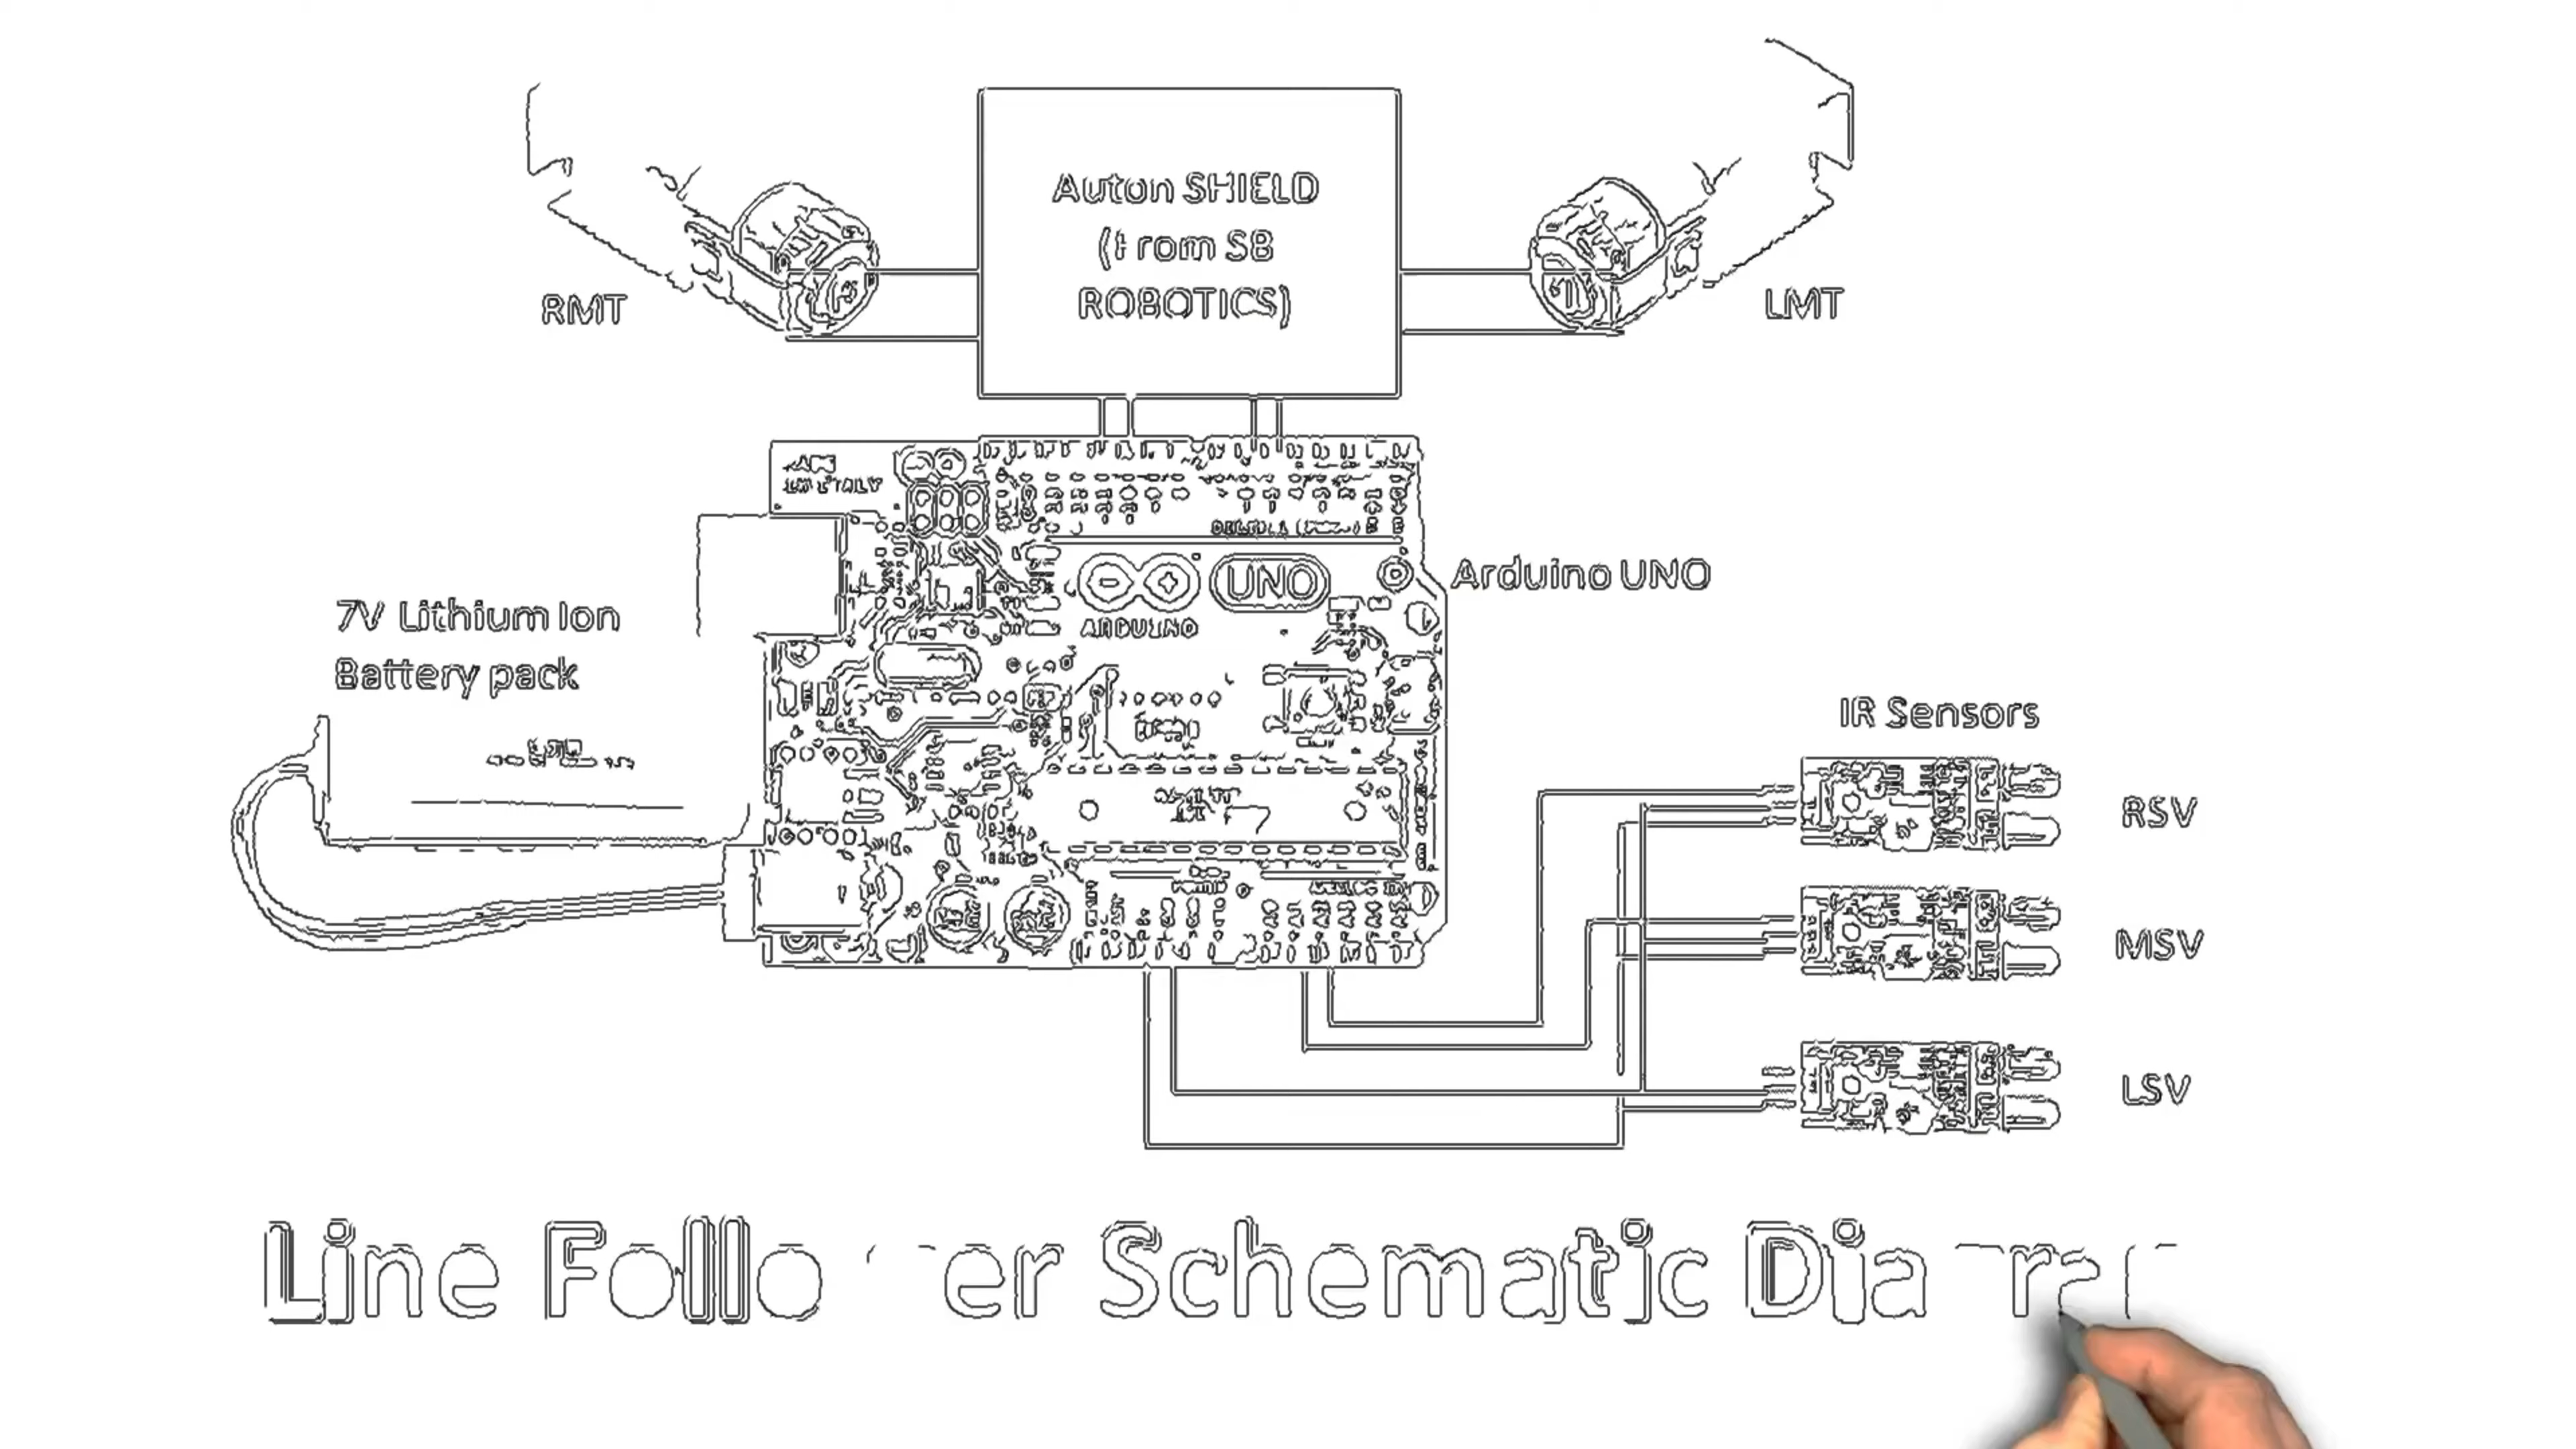 Auton SHIELD
(From SB
ROBOTICS)
RMT
LMT
UNO
Arduino UNO
ARDUINO
7V Lithium Ion
Battery pack
IR Sensors
RSV
MSV
LSV
Line Follo er Schematic Dia ra